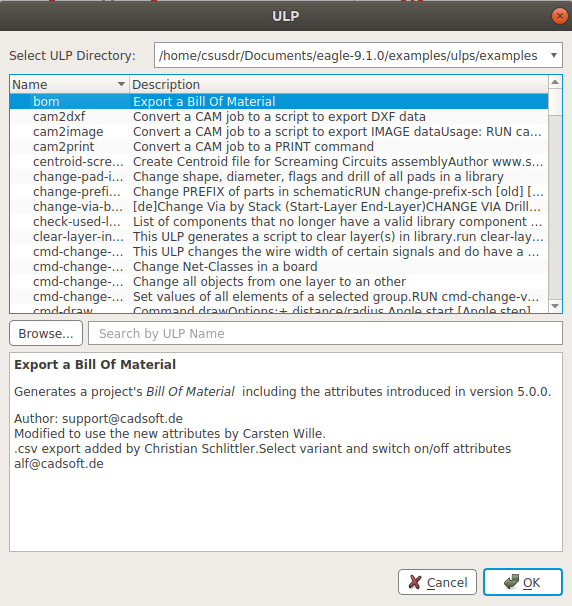 ULP
Select ULP Directory: /home/csusdr/Documents/eagle-9.1.0/examples/ulps/examples
Name Description
bom Export a Bill Of Material
cam2dxf Convert a CAM job to a script to export DXF data
cam2image Convert a CAM job to a script to export IMAGE dataUsage: RUN ca...
cam2print Convert a CAM job to a PRINT command
centroid-scre... Create Centroid file for Screaming Circuits assemblyAuthor www.s...
change-pad-i... Change shape, diameter, flags and drill of all pads in a library
change-prefi... Change PREFIX of parts in schematicRUN change-prefix-sch [old] [...
change-via-b... [de]Change Via by Stack (Start-Layer End-Layer)CHANGE VIA Drill...
check-used-l... List of components that no longer have a valid library component ...
clear-layer-in... This ULP generates a script to clear layer(s) in library.run clear-lay...
cmd-change-... This ULP changes the wire width of certain signals and do have a ...
cmd-change-... Change Net-Classes in a board
cmd-change-... Change all objects from one layer to an other
cmd-change-... Set values of all elements of a selected group.RUN cmd-change-v...
cmd-draw Command drawOptions:+ distance/radius Angle start [Angle step]
Browse... Search by ULP Name
Export a Bill Of Material
Generates a project's Bill Of Material including the attributes introduced in version 5.0.0.
Author: support@cadsoft.de
Modified to use the new attributes by Carsten Wille.
.csv export added by Christian Schlittler.Select variant and switch on/off attributes
alf@cadsoft.de
Cancel OK